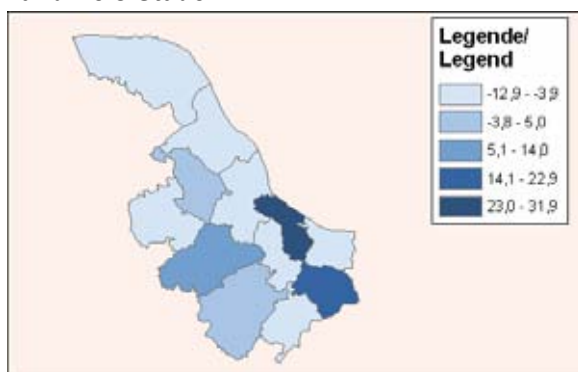 Legende/
Legend
-12,9 - -3,9
-3,8 - 5,0
5,1 - 14,0
14,1 - 22,9
23,0 - 31,9